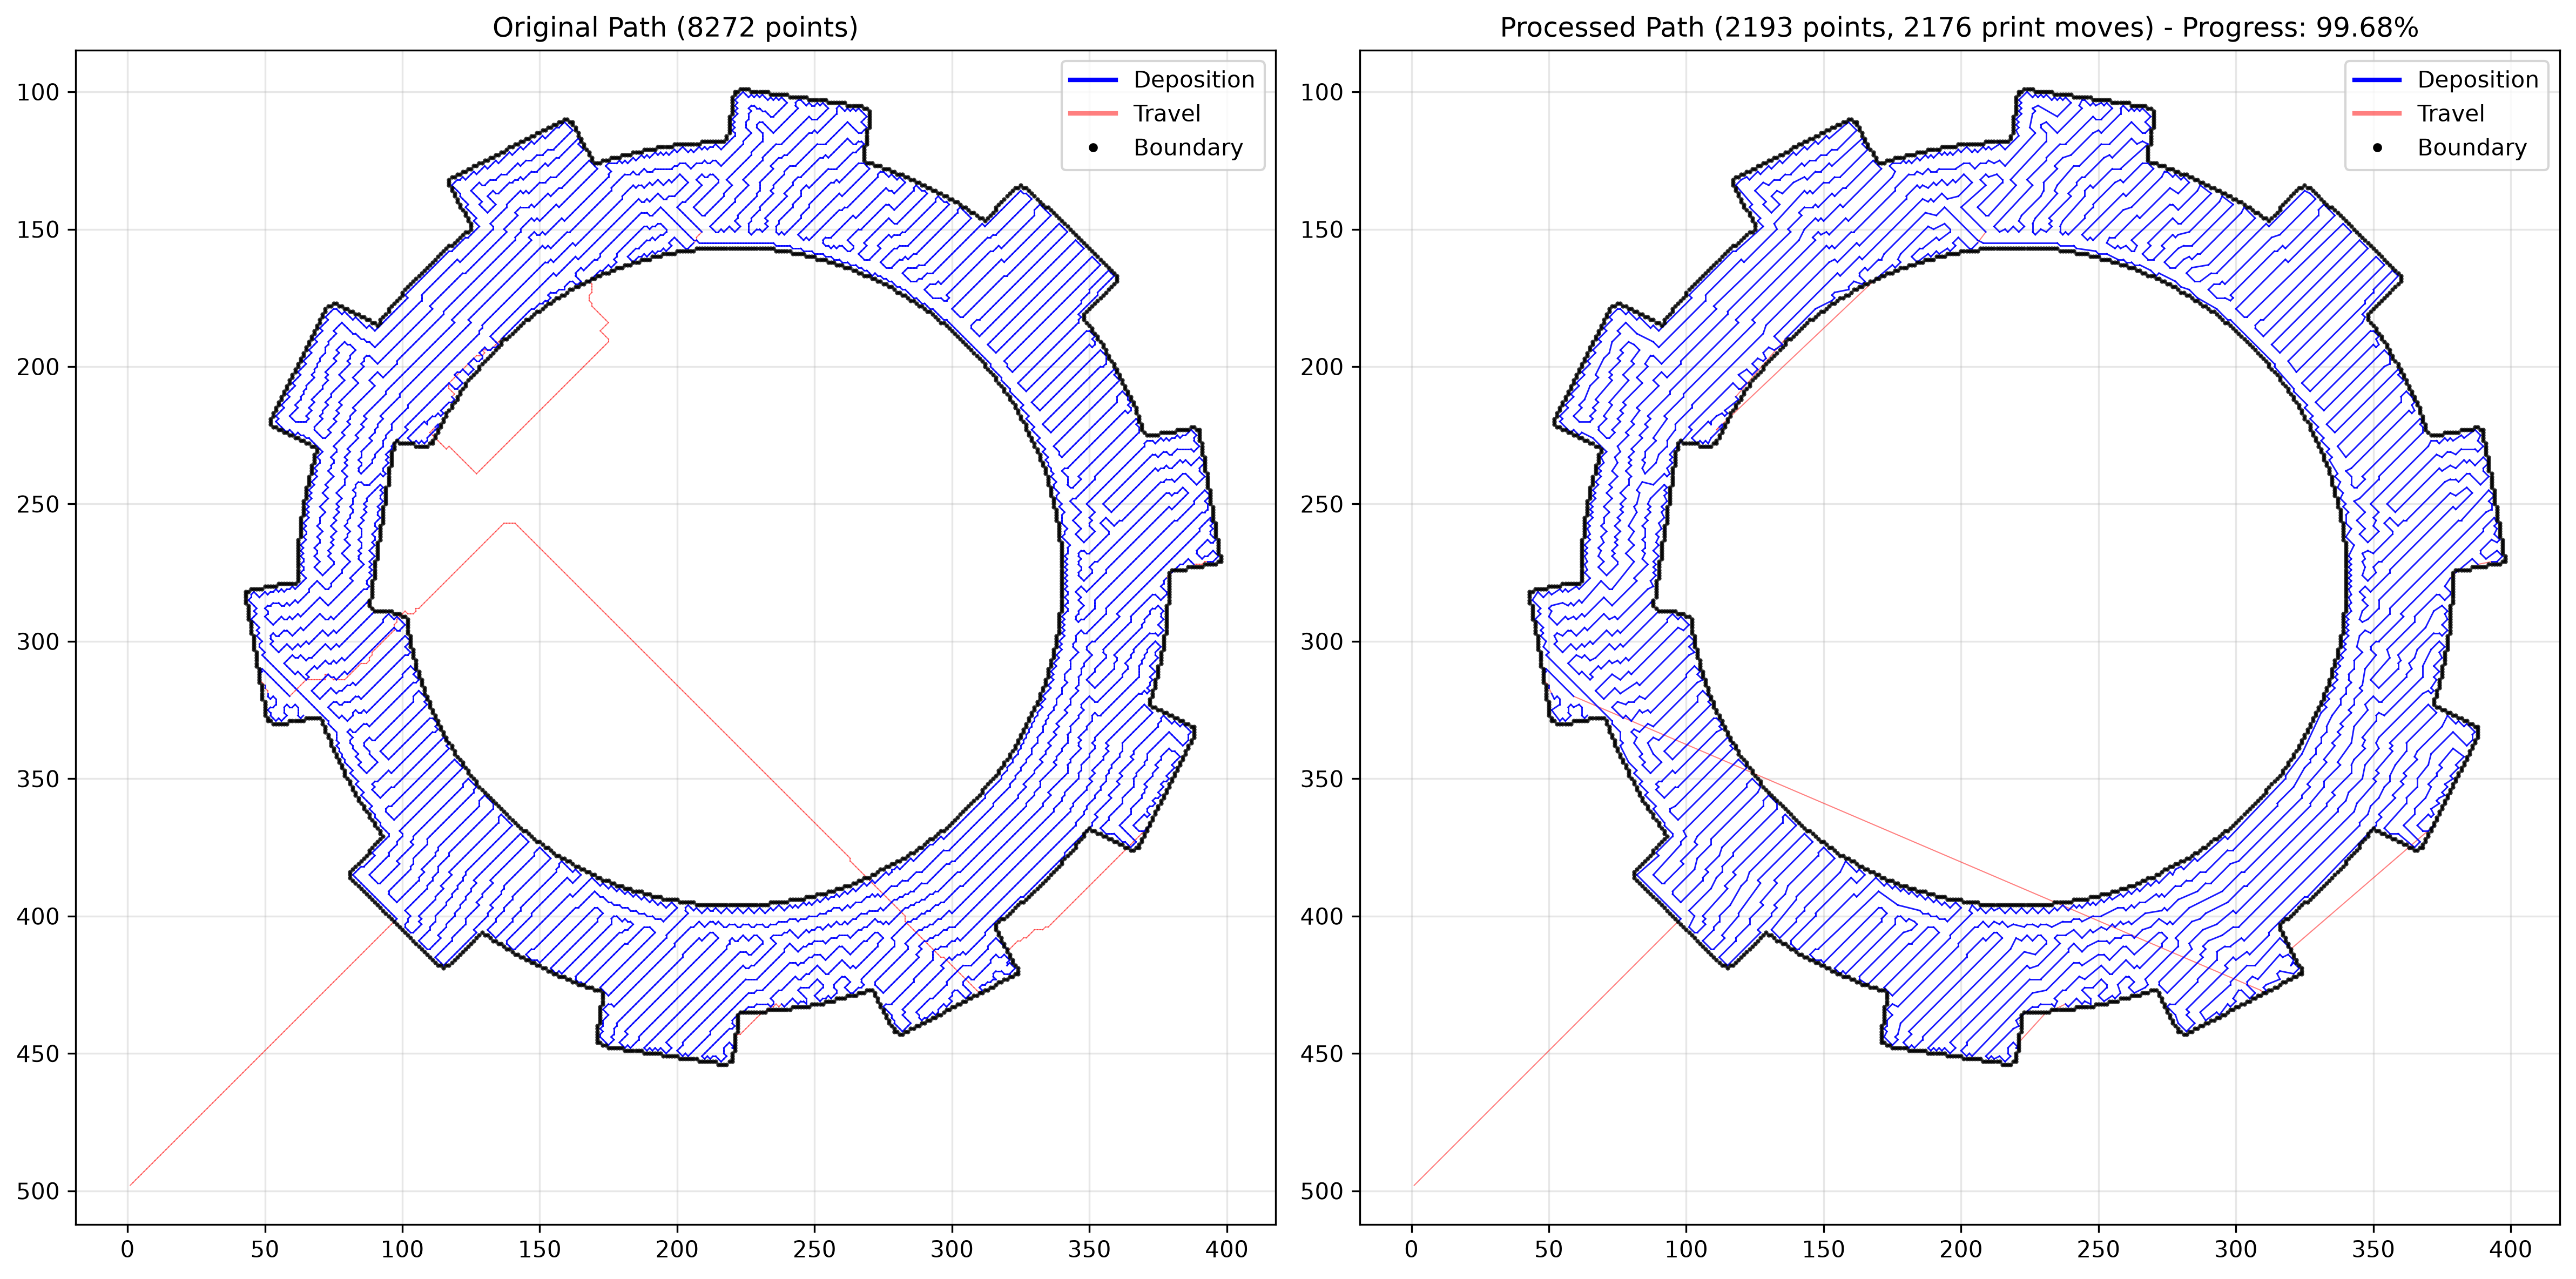 Original Path (8272 points)
Deposition
Travel
Boundary
100
150
200
250
300
350
400
450
500
0 50 100 150 200 250 300 350 400
Processed Path (2193 points, 2176 print moves) - Progress: 99.68%
Deposition
Travel
Boundary
100
150
200
250
300
350
400
450
500
0 50 100 150 200 250 300 350 400